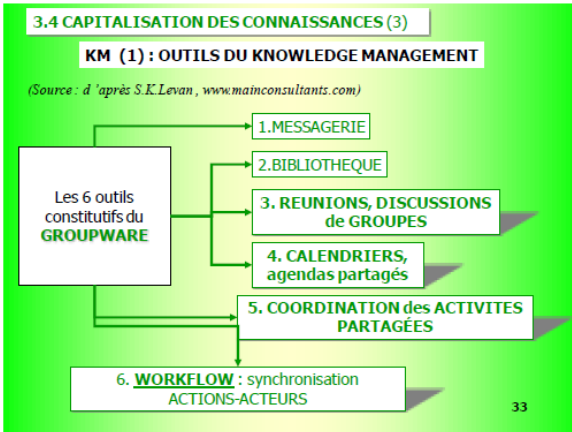 3.4 CAPITALISATION DES CONNAISSANCES (3)
KM (1) : OUTILS DU KNOWLEDGE MANAGEMENT
(Source : d 'après S.K.Levan , www.mainconsultants.com)
1.MESSAGERIE
2.BIBLIOTHEQUE
Les 6 outils
constitutifs du
GROUPWARE
3. REUNIONS, DISCUSSIONS
de GROUPES
4. CALENDRIERS,
agendas partagés
5. COORDINATION des ACTIVITES
PARTAGÉES
6. WORKFLOW : synchronisation
ACTIONS-ACTEURS
33